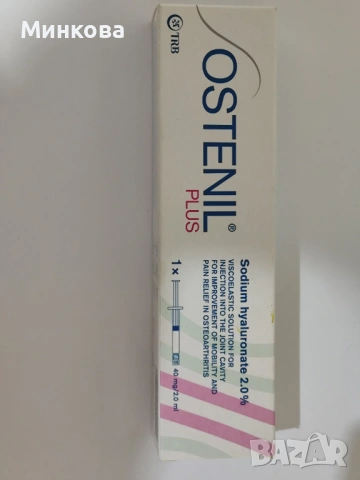 Минкова
TRB
OSTENIL®
PLUS
Sodium hyaluronate 2.0%
VISCOELASTIC SOLUTION FOR
INJECTION INTO THE JOINT CAVITY
FOR IMPROVEMENT OF MOBILITY AND
PAIN RELIEF IN OSTEOARTHRITIS
1 x
40 mg/2.0 ml
BAZAR